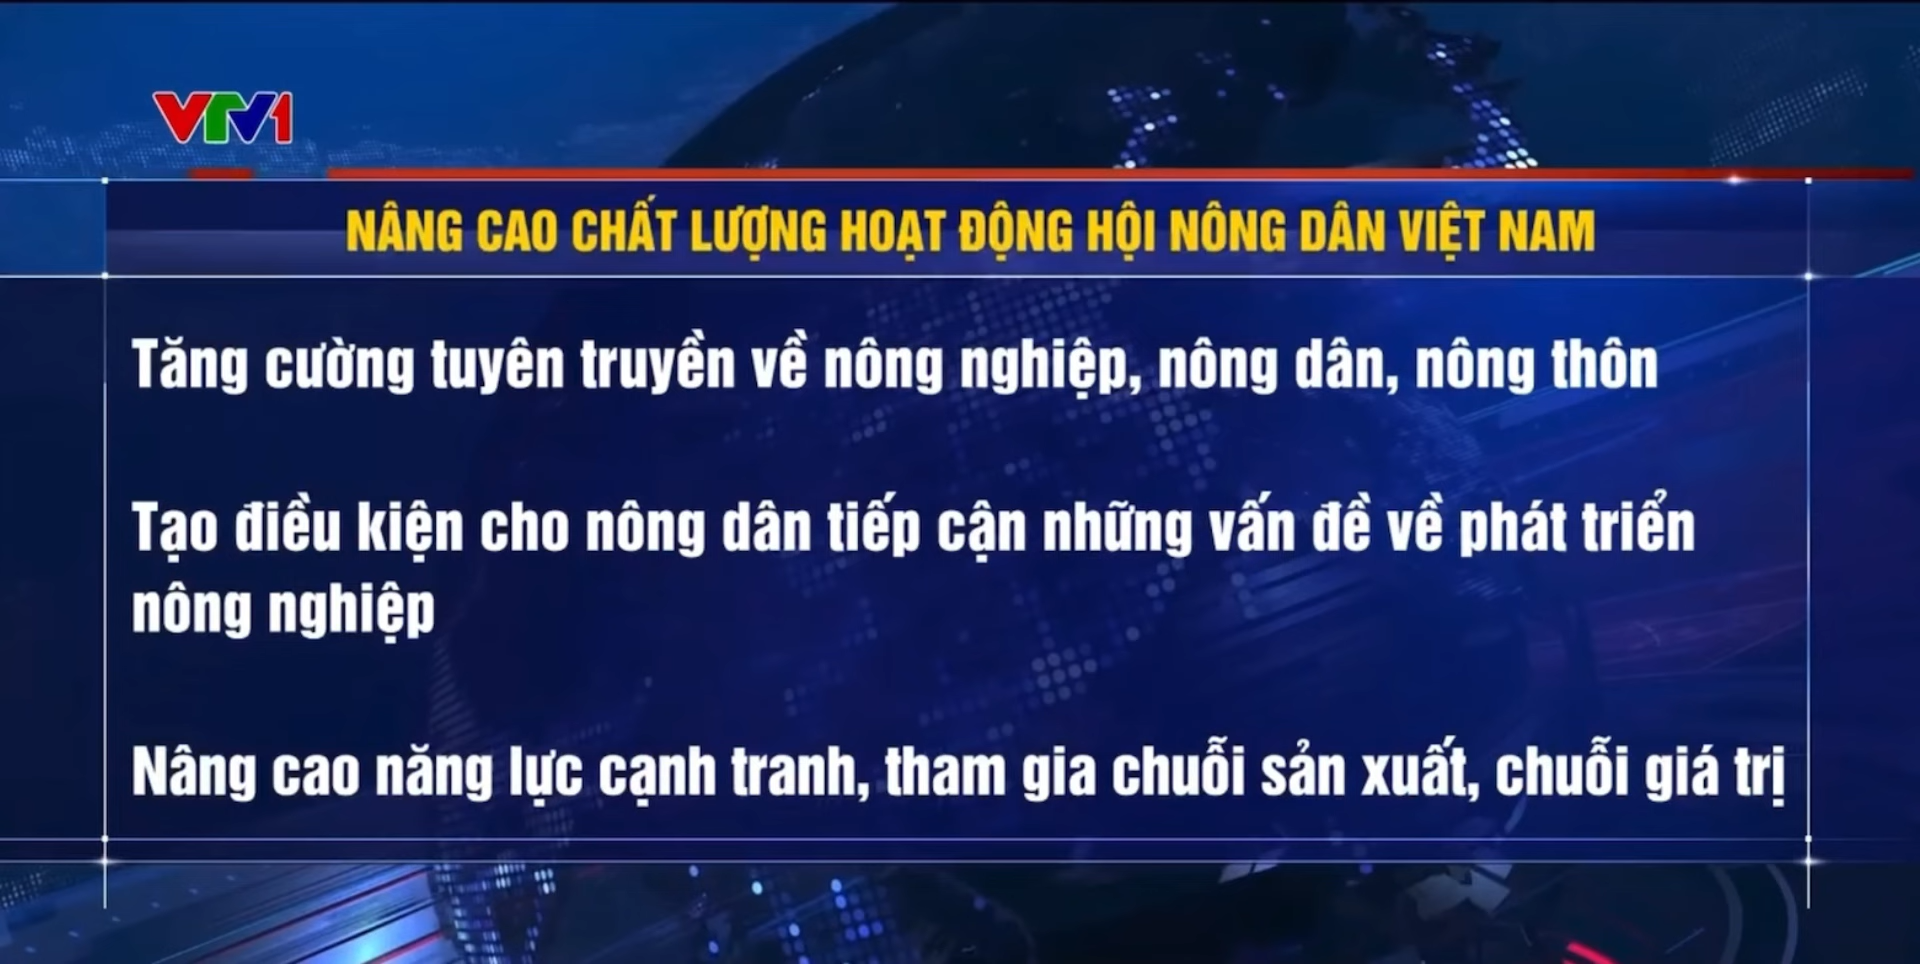 VTV1
NÂNG CAO CHẤT LƯỢNG HOẠT ĐỘNG HỘI NÔNG DÂN VIỆT NAM
Tăng cường tuyên truyền về nông nghiệp, nông dân, nông thôn
Tạo điều kiện cho nông dân tiếp cận những vấn đề về phát triển
nông nghiệp
Nâng cao năng lực cạnh tranh, tham gia chuỗi sản xuất, chuỗi giá trị